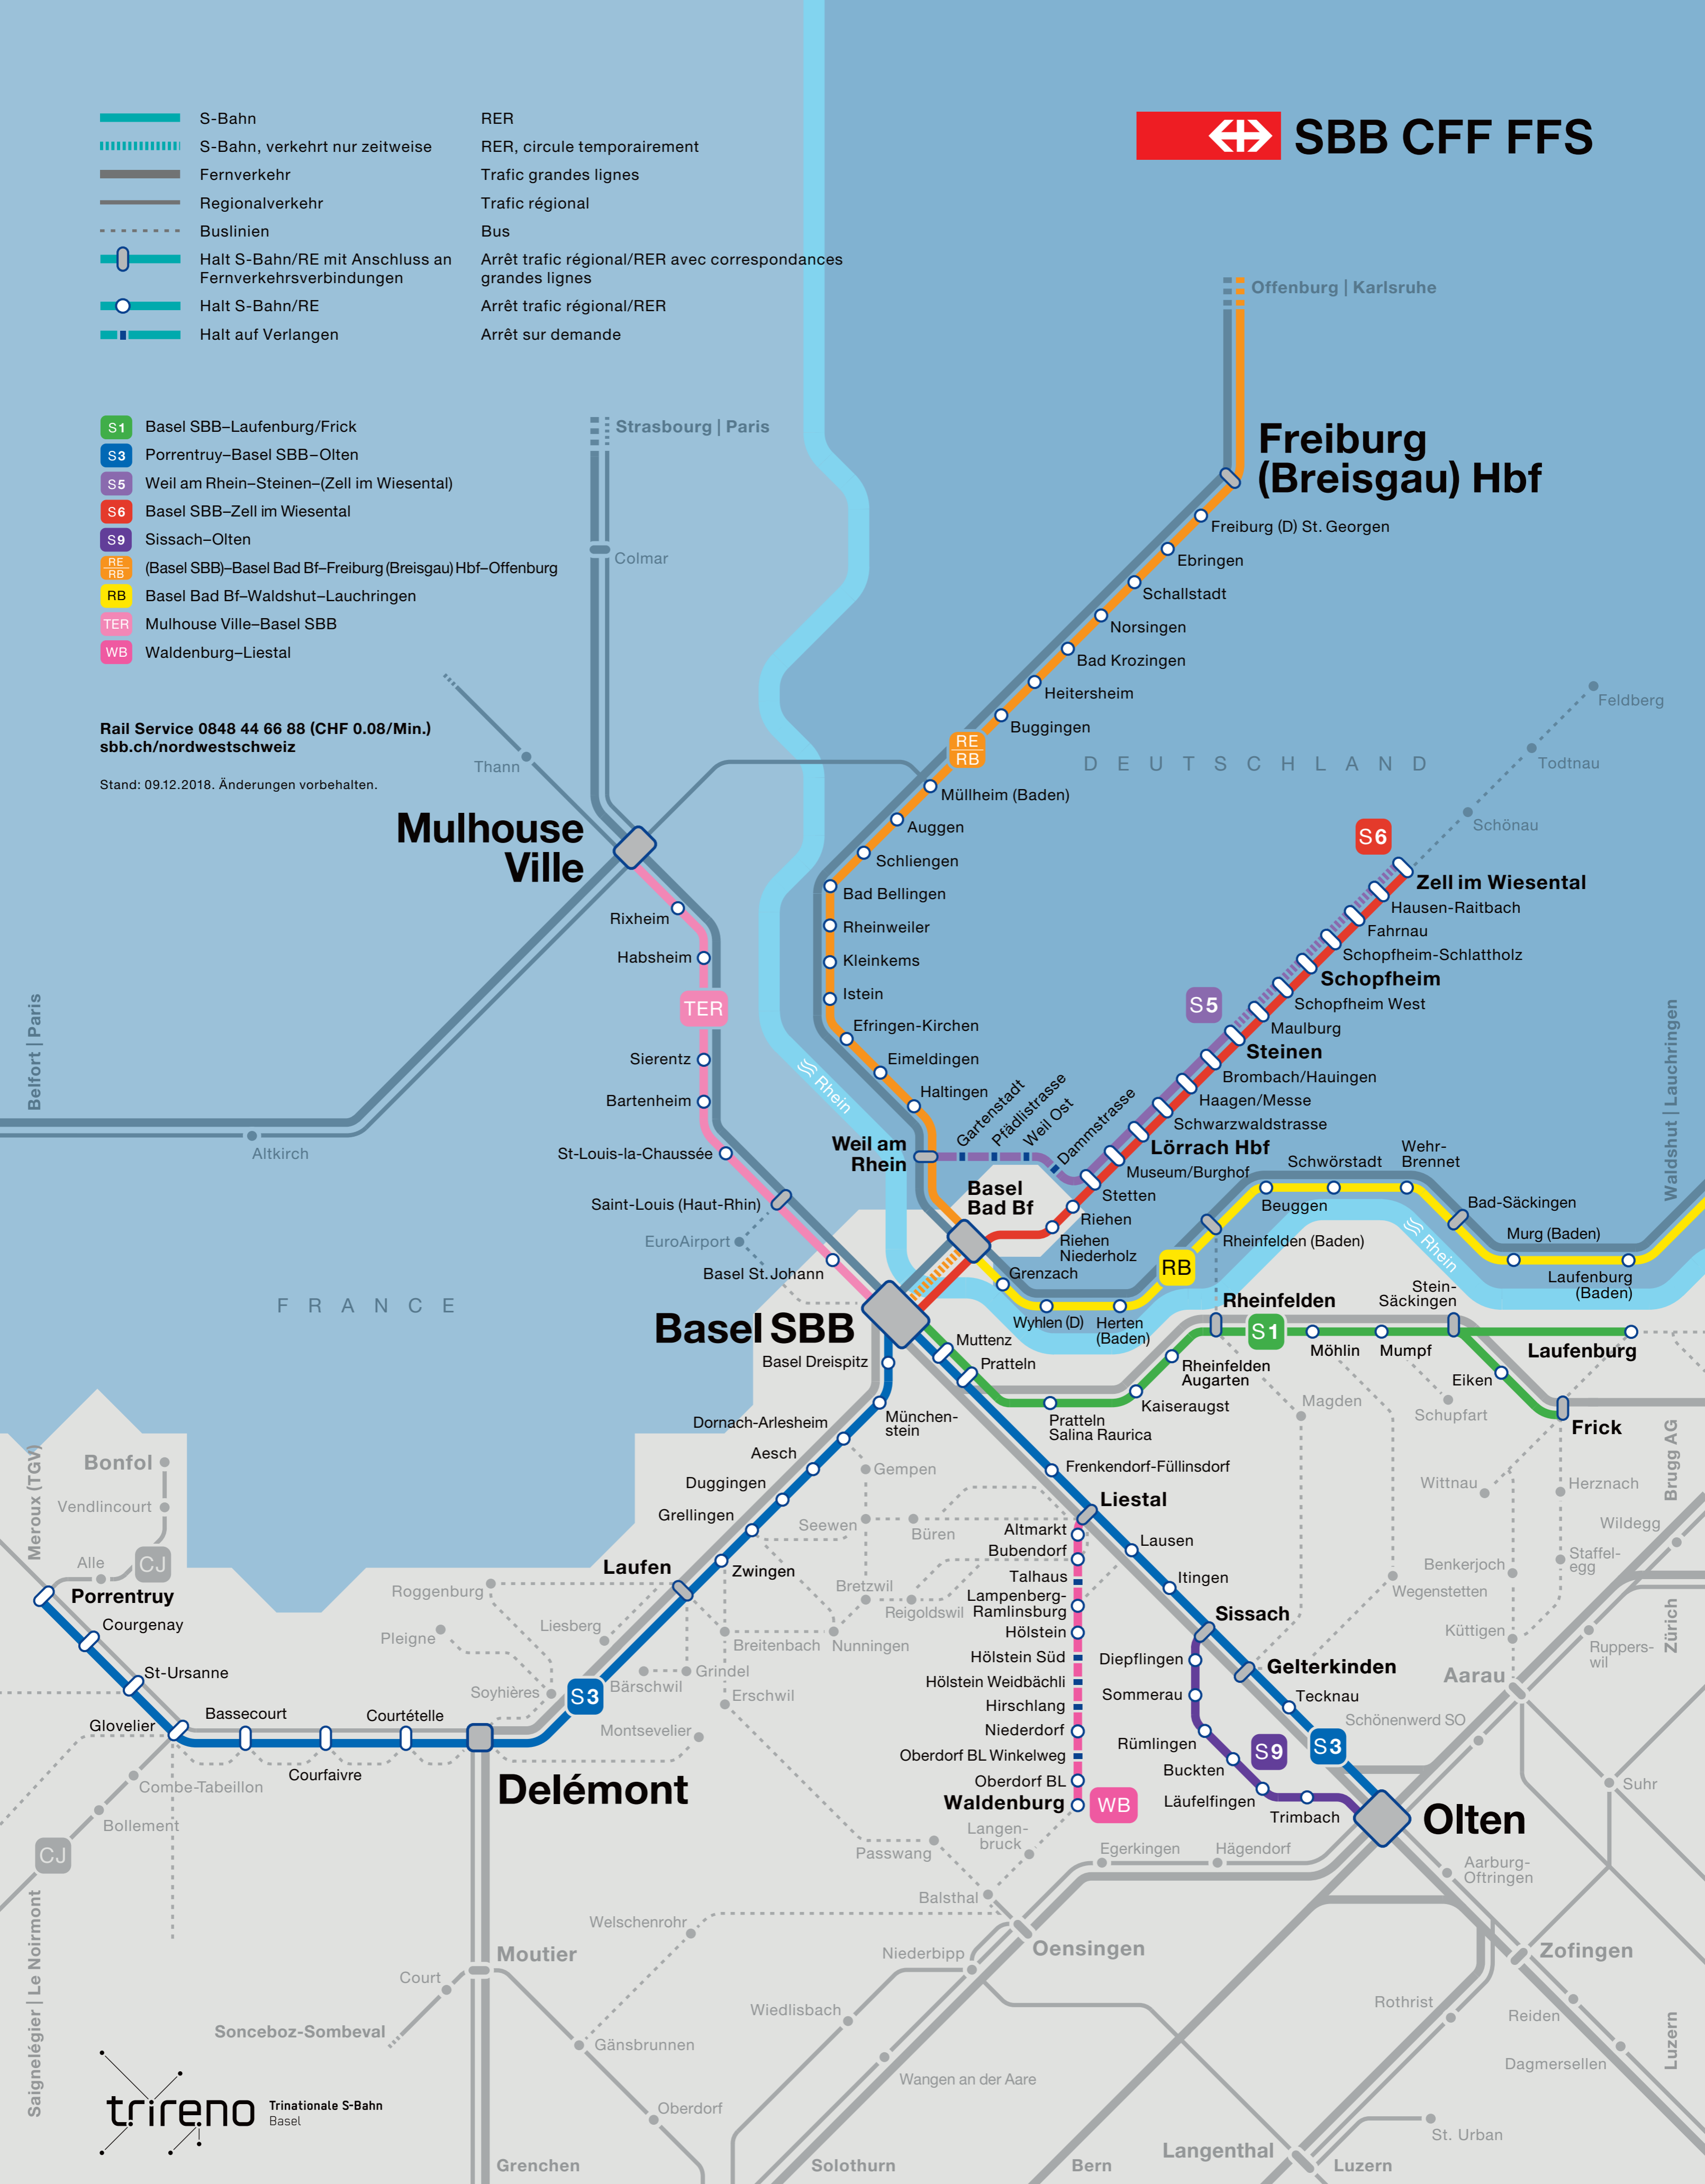 S-Bahn RER
S-Bahn, verkehrt nur zeitweise RER, circule temporairement
Fernverkehr Trafic grandes lignes
Regionalverkehr Trafic régional
Buslinien Bus
Halt S-Bahn/RE mit Anschluss an Arrêt trafic régional/RER avec correspondances
Fernverkehrsverbindungen grandes lignes
Halt S-Bahn/RE Arrêt trafic régional/RER
Halt auf Verlangen Arrêt sur demande
SBB CFF FFS
S1 Basel SBB–Laufenburg/Frick
S3 Porrentruy–Basel SBB–Olten
S5 Weil am Rhein–Steinen–(Zell im Wiesental)
S6 Basel SBB–Zell im Wiesental
S9 Sissach–Olten
RE
RB
(Basel SBB)–Basel Bad Bf–Freiburg (Breisgau) Hbf–Offenburg
RB Basel Bad Bf–Waldshut–Lauchringen
TER Mulhouse Ville–Basel SBB
WB Waldenburg–Liestal
Rail Service 0848 44 66 88 (CHF 0.08/Min.)
sbb.ch/nordwestschweiz
Stand: 09.12.2018. Änderungen vorbehalten.
Offenburg | Karlsruhe
Freiburg
(Breisgau) Hbf
Freiburg (D) St. Georgen
Ebringen
Schallstadt
Norsingen
Bad Krozingen
Heitersheim
Buggingen
RE
RB
Müllheim (Baden)
Auggen
Schliengen
Bad Bellingen
Rheinweiler
Kleinkems
Istein
Efringen-Kirchen
Eimeldingen
Haltingen
Weil am
Rhein
Rhein
DEUTSCHLAND
Strasbourg | Paris
Colmar
Thann
Mulhouse
Ville
Rixheim
Habsheim
TER
Sierentz
Bartenheim
St-Louis-la-Chaussée
Saint-Louis (Haut-Rhin)
EuroAirport
Basel St. Johann
Belfort | Paris
Altkirch
FRANCE
Feldberg
Todtnau
Schönau
S6
Zell im Wiesental
Hausen-Raitbach
Fahrnau
Schopfheim-Schlattholz
Schopfheim
Schopfheim West
Maulburg
S5
Steinen
Brombach/Hauingen
Haagen/Messe
Schwarzwaldstrasse
Lörrach Hbf
Museum/Burghof
Stetten
Riehen
Riehen
Niederholz
Gartenstadt
Pfädlistrasse
Weil Ost
Dammstrasse
Basel
Bad Bf
Grenzach
Wyhlen (D)
Herten
(Baden)
RB
Rheinfelden (Baden)
Beuggen
Schwörstadt
Wehr-
Brennet
Bad-Säckingen
Murg (Baden)
Laufenburg
(Baden)
Rhein
Waldshut | Lauchringen
Basel SBB
Muttenz
Pratteln
Pratteln
Salina Raurica
Kaiseraugst
Rheinfelden
Augarten
Rheinfelden
S1
Möhlin
Mumpf
Stein-
Säckingen
Laufenburg
Eiken
Frick
Magden
Schupfart
Wittnau
Herznach
Brugg AG
Wildegg
Benkerjoch
Staffel-
egg
Wegenstetten
Küttigen
Ruppers-
wil
Zürich
Aarau
Schönenwerd SO
Suhr
Basel Dreispitz
München-
stein
Dornach-Arlesheim
Aesch
Duggingen
Grellingen
Zwingen
Laufen
Gempen
Seewen
Büren
Bretzwil
Reigoldswil
Breitenbach
Nunningen
Roggenburg
Liesberg
Pleigne
Soyhières
Bärschwil
Grindel
Erschwil
Montsevelier
S3
Meroux (TGV)
Bonfol
Vendlincourt
Alle
CJ
Porrentruy
Courgenay
St-Ursanne
Glovelier
Bassecourt
Courfaivre
Courtételle
Delémont
Combe-Tabeillon
Bollement
CJ
Saignelégier | Le Noirmont
Frenkendorf-Füllinsdorf
Liestal
Lausen
Itingen
Sissach
Gelterkinden
Tecknau
S3
Altmarkt
Bubendorf
Talhaus
Lampenberg-
Ramlinsburg
Hölstein
Hölstein Süd
Hölstein Weidbächli
Hirschlang
Niederdorf
Oberdorf BL Winkelweg
Oberdorf BL
Waldenburg
WB
Diepflingen
Sommerau
Rümlingen
Buckten
Läufelfingen
Trimbach
S9
Olten
Langen-
bruck
Passwang
Balsthal
Egerkingen
Hägendorf
Aarburg-
Oftringen
Oensingen
Niederbipp
Zofingen
Welschenrohr
Moutier
Court
Sonceboz-Sombeval
Gänsbrunnen
Wiedlisbach
Wangen an der Aare
Oberdorf
Rothrist
Reiden
Dagmersellen
Luzern
St. Urban
Langenthal
Grenchen
Solothurn
Bern
Luzern
trireno
Trinationale S-Bahn
Basel